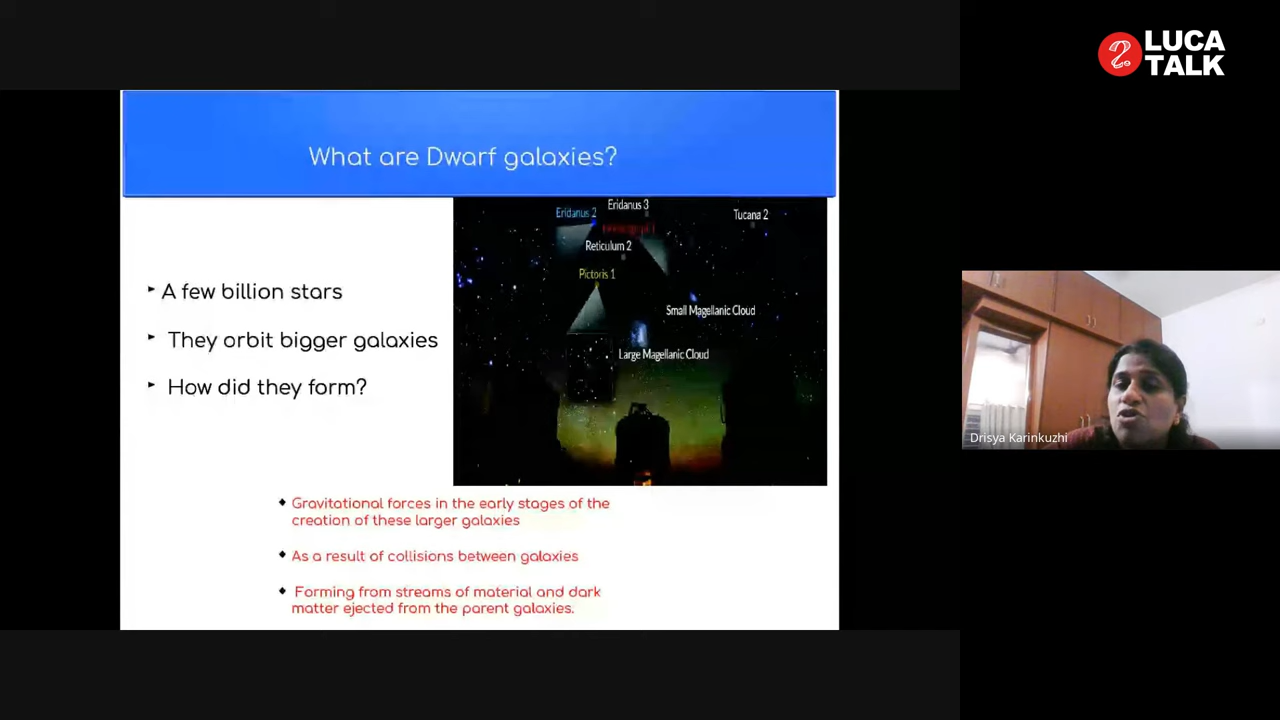 LUCA
TALK
What are Dwarf galaxies?
A few billion stars
They orbit bigger galaxies
How did they form?
Eridanus 2
Eridanus 3
Tucana 2
Reticulum 2
Pictoris 1
Small Magellanic Cloud
Large Magellanic Cloud
Gravitational forces in the early stages of the
creation of these larger galaxies
As a result of collisions between galaxies
Forming from streams of material and dark
matter ejected from the parent galaxies.
Drisya Karinkuzhi